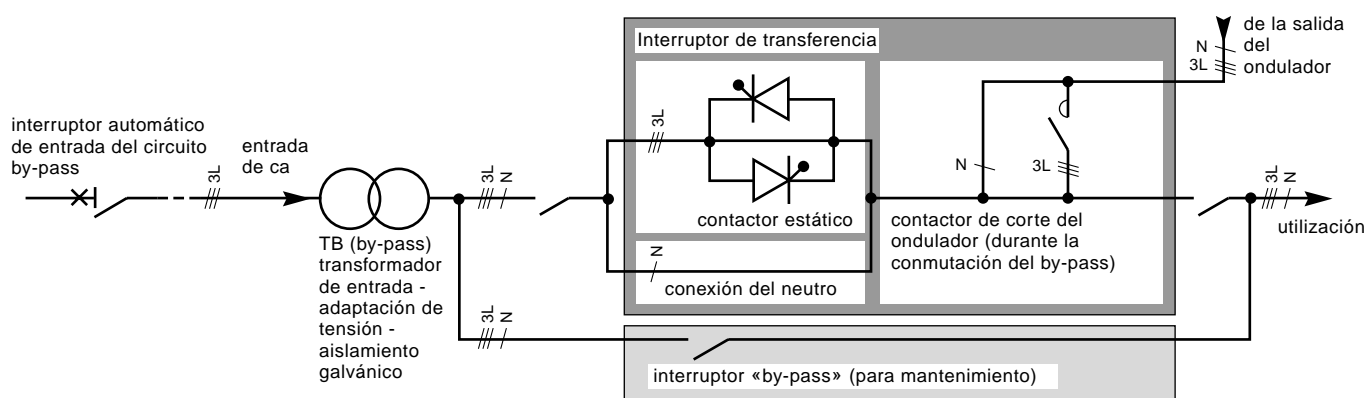 Interruptor de transferencia
de la salida
del
ondulador
N
3L
interruptor automático
de entrada del circuito
by-pass
3L
entrada
de ca
TB (by-pass)
transformador
de entrada -
adaptación de
tensión -
aislamiento
galvánico
3L
N
3L
contactor estático
N
conexión del neutro
N
3L
contactor de corte del
ondulador (durante la
conmutación del by-pass)
3L
N
utilización
3L
N
interruptor «by-pass» (para mantenimiento)